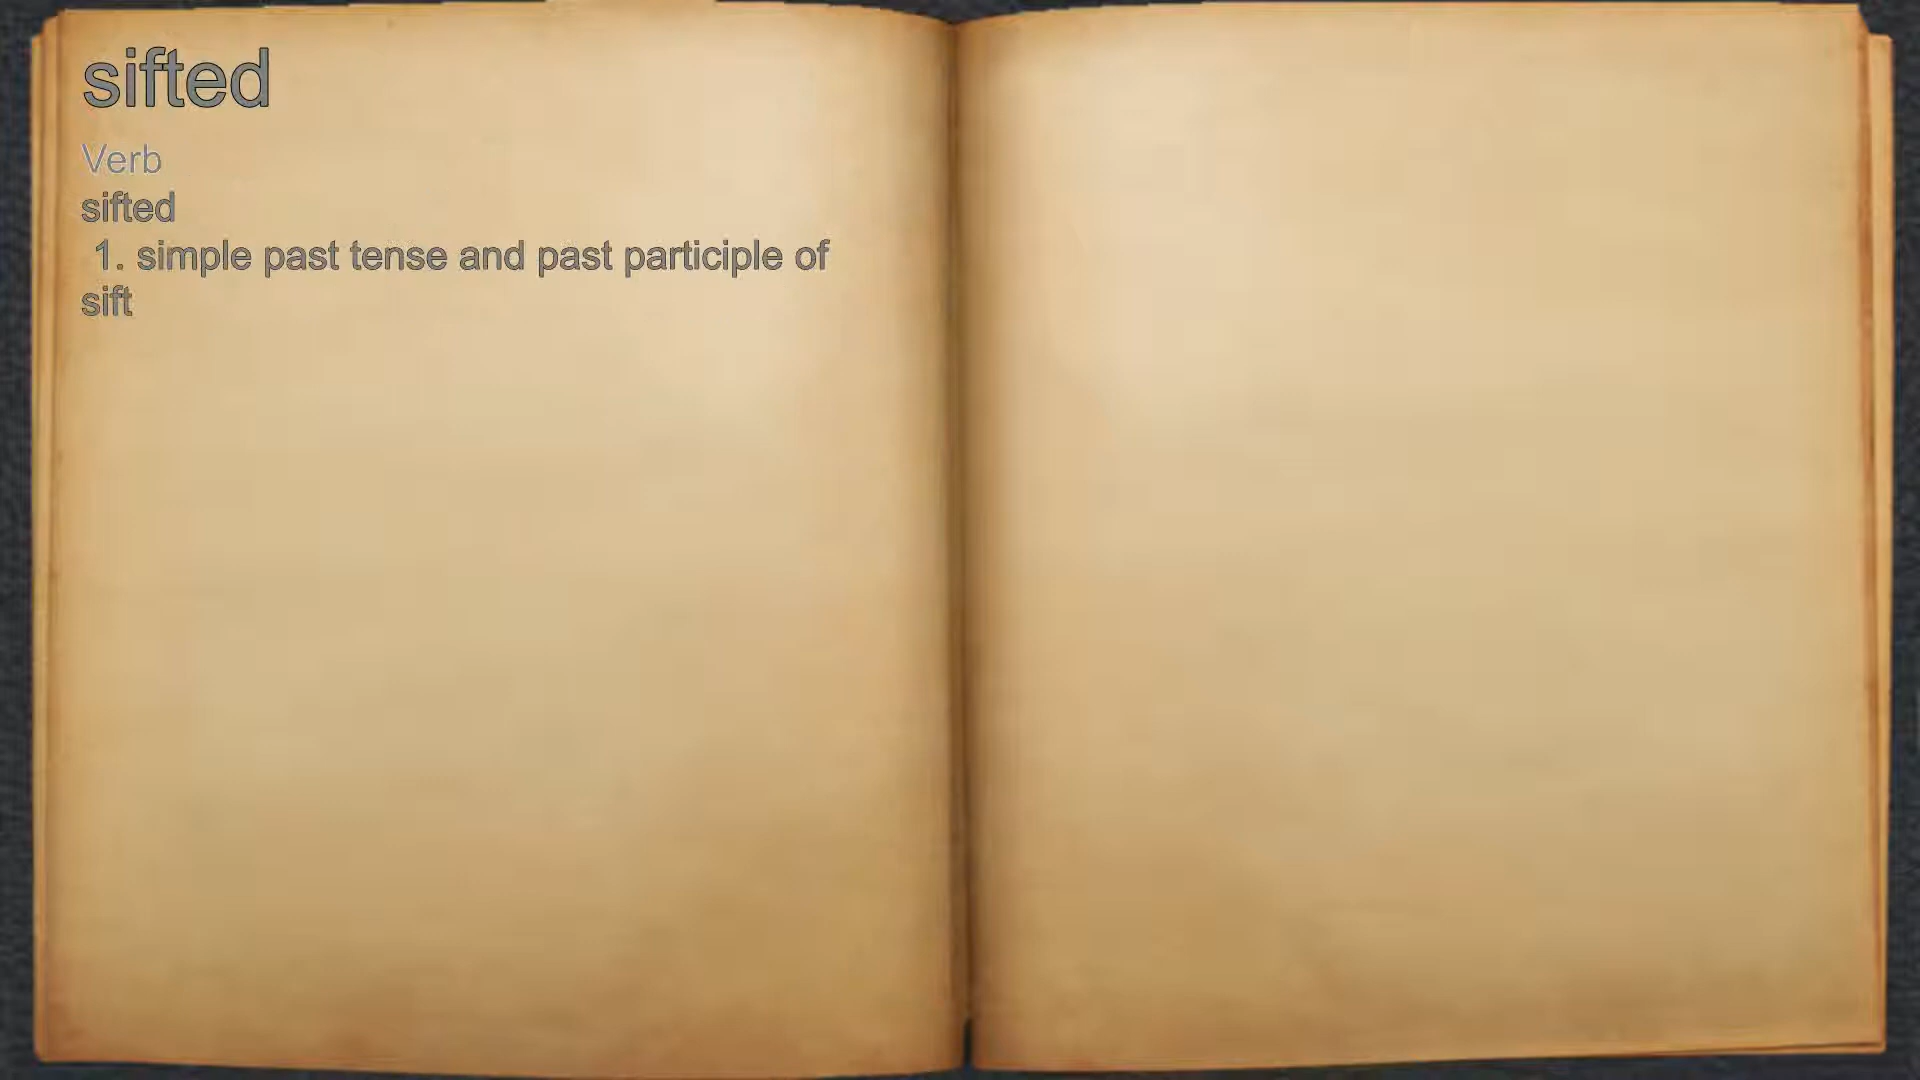 sifted
Verb
sifted
1. simple past tense and past participle of
sift